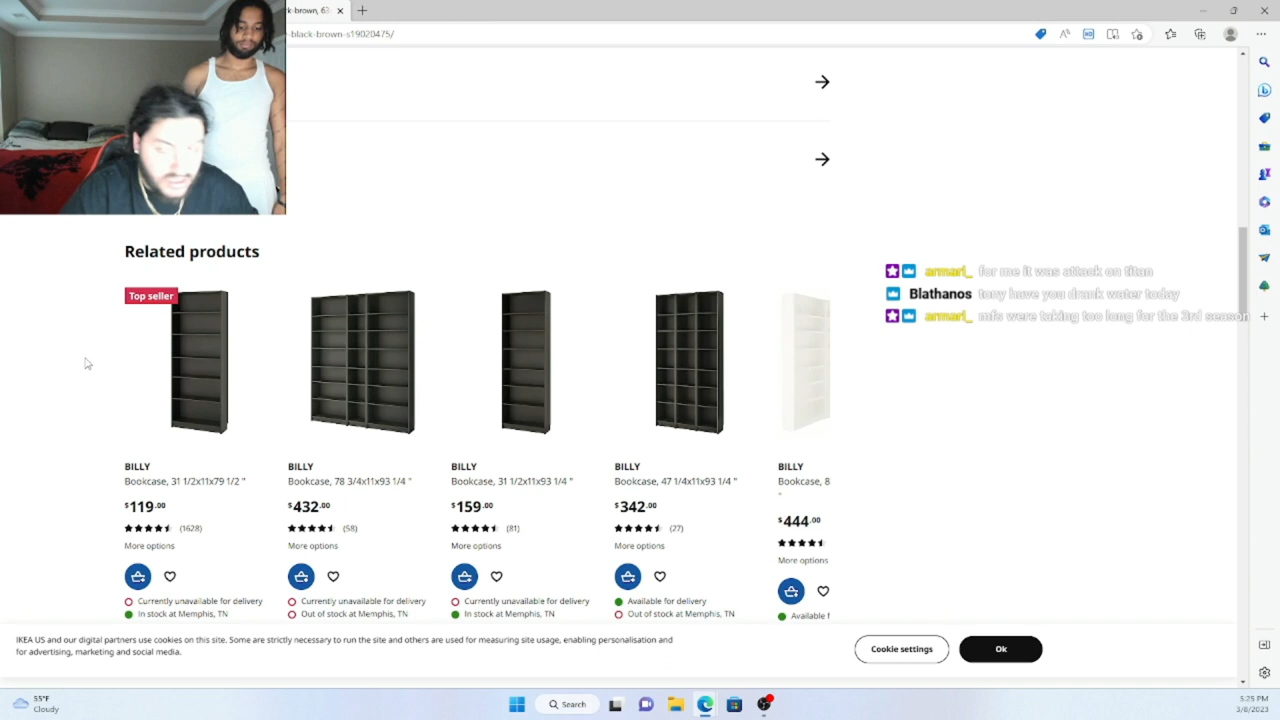 ck-brown, 63
-black-brown-s19020475/
Related products
Top seller
BILLY
Bookcase, 31 1/2x11x79 1/2 "
$119.00
(1628)
More options
Currently unavailable for delivery
In stock at Memphis, TN
BILLY
Bookcase, 78 3/4x11x93 1/4 "
$432.00
(58)
More options
Currently unavailable for delivery
Out of stock at Memphis, TN
BILLY
Bookcase, 31 1/2x11x93 1/4 "
$159.00
(81)
More options
Currently unavailable for delivery
In stock at Memphis, TN
BILLY
Bookcase, 47 1/4x11x93 1/4 "
$342.00
(27)
More options
Available for delivery
Out of stock at Memphis, TN
BILLY
Bookcase, 8
"
$444.00
More options
Available f
armari_ for me it was attack on titan
Blathanos tony have you drank water today
armari_ mfs were taking too long for the 3rd season
IKEA US and our digital partners use cookies on this site. Some are strictly necessary to run the site and others are used for measuring site usage, enabling personalisation and
for advertising, marketing and social media.
Cookie settings
Ok
55°F
Cloudy
Search
5:25 PM
3/8/2023